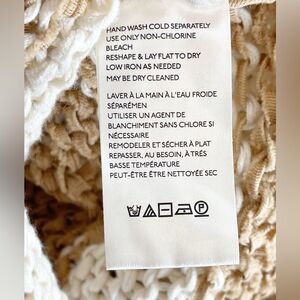 HAND WASH COLD SEPARATELY
USE ONLY NON-CHLORINE
BLEACH
RESHAPE & LAY FLAT TO DRY
LOW IRON AS NEEDED
MAY BE DRY CLEANED
LAVER À LA MAIN À L'EAU FROIDE
SÉPARÉMEN
UTILISER UN AGENT DE
BLANCHIMENT SANS CHLORE SI
NÉCESSAIRE
REMODELER ET SÉCHER À PLAT
REPASSER, AU BESOIN, À TRÉS
BASSE TEMPÉRATURE
PEUT-ÊTRE ÊTRE NETTOYÉE SEC
P